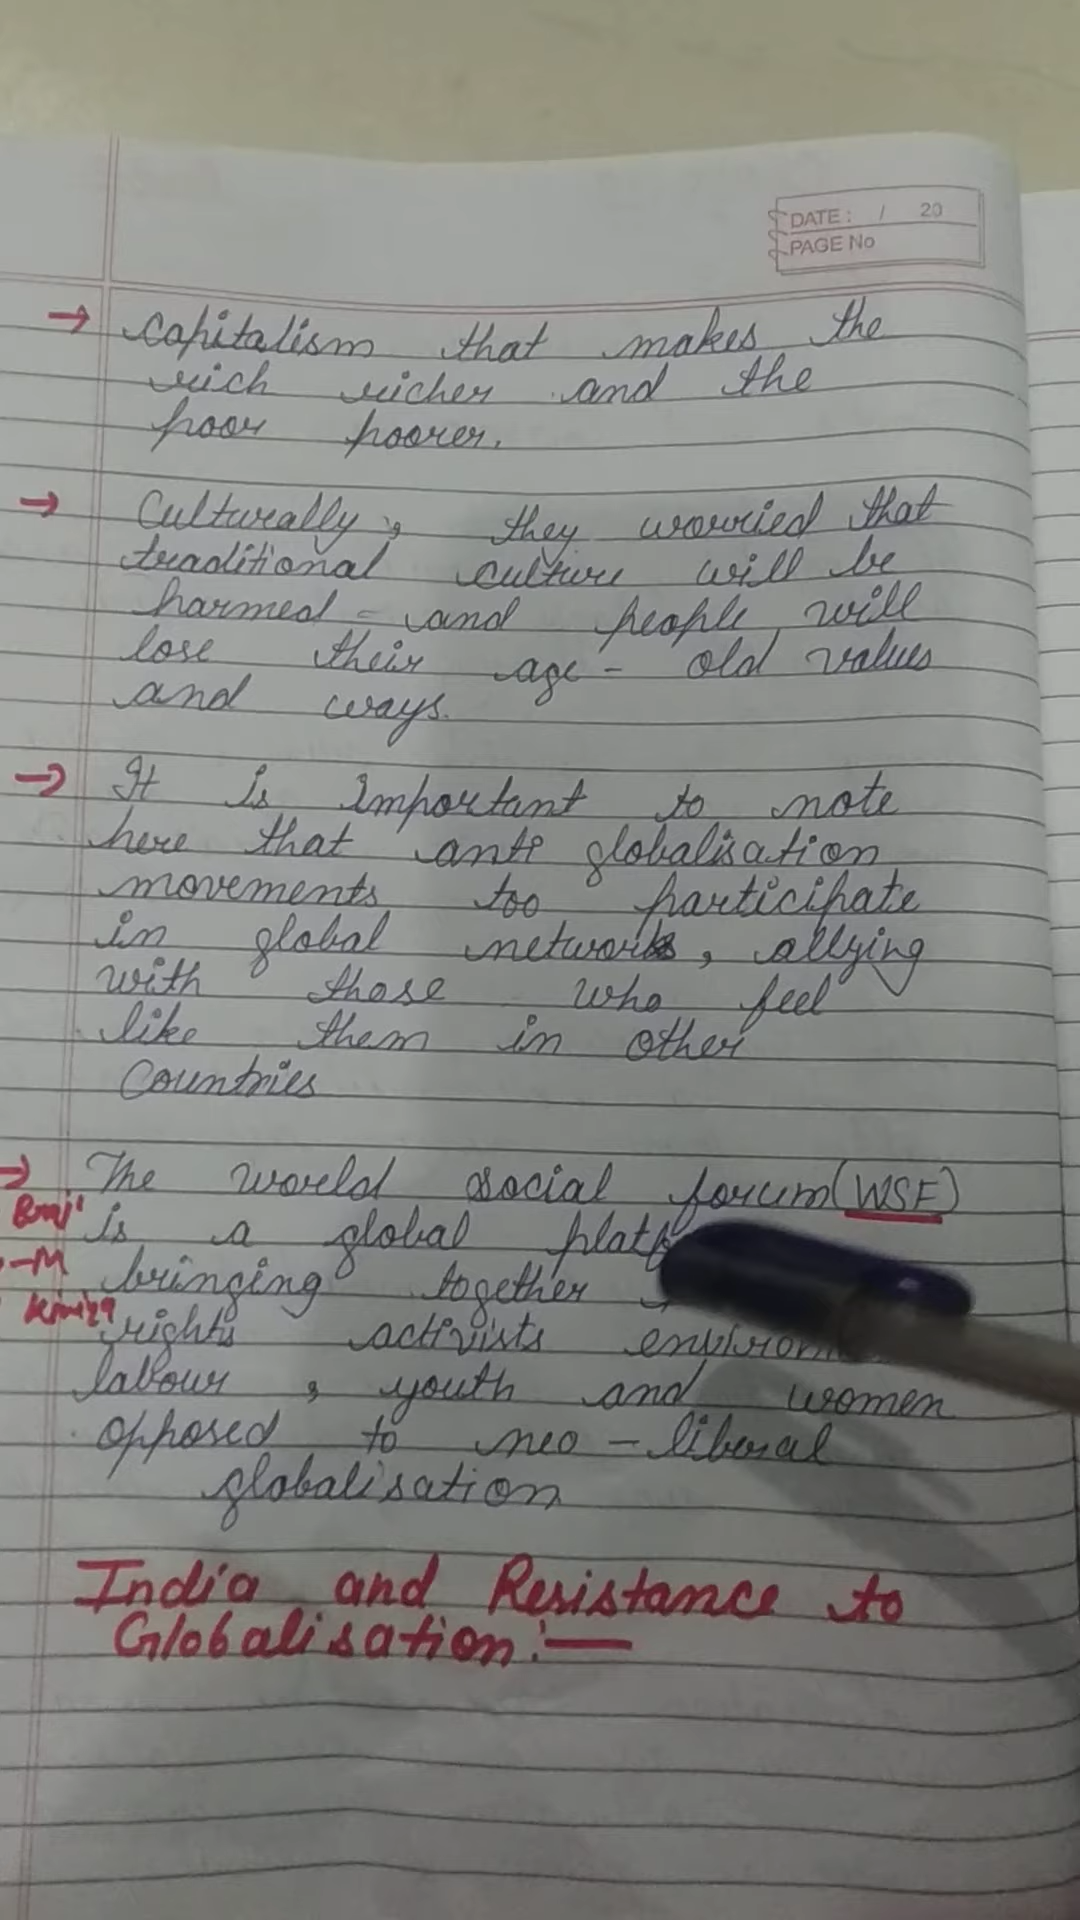 DATE: / 20
PAGE No
→ Capitalism that makes the
rich richer and the
poor poorer.
→ Culturally, they worried that
traditional culture will be
harmed - and people will
lose their age - old values
and ways.
→ It is important to note
here that anti globalisation
movements too participate
in global networks, allying
with those who feel
like them in other
Countries
→ The world social forum (WSF)
is a global
bringing together
rights activists
labour, youth and women
opposed to neo - liberal
globalisation
India and Resistance to
Globalisation:—